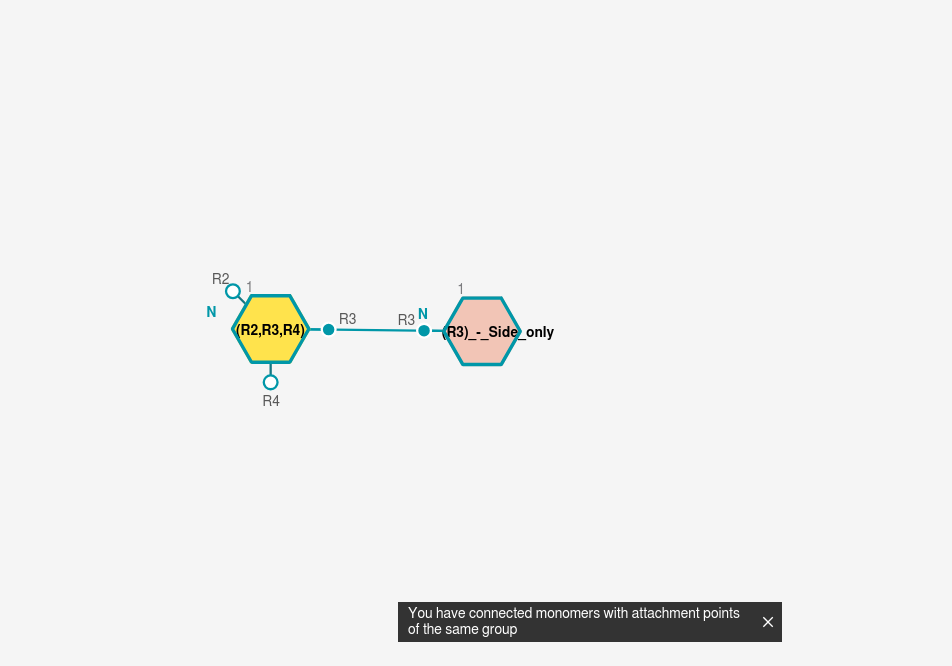 R2
1
N
(R2,R3,R4)
R3
R4
1
R3
N
(R3)_-_Side_only
You have connected monomers with attachment points
of the same group